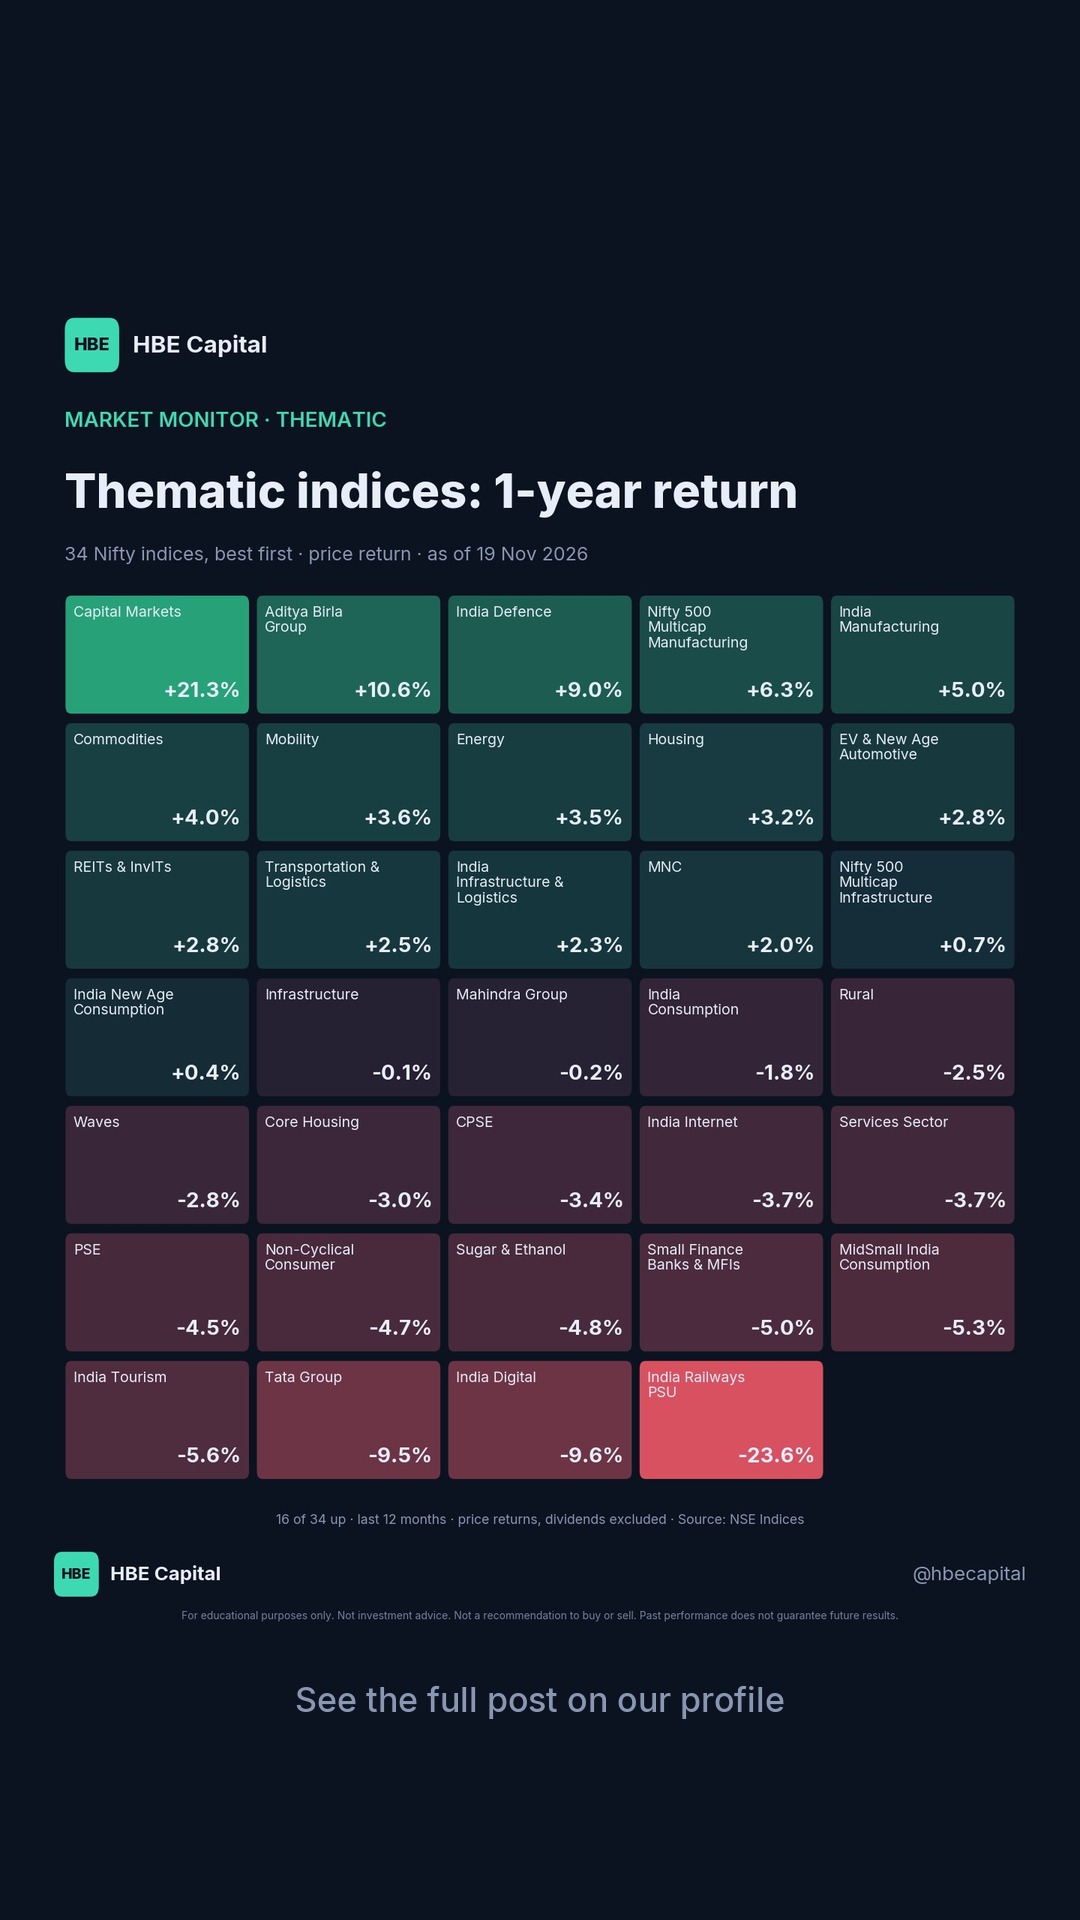 HBE HBE Capital
MARKET MONITOR · THEMATIC
Thematic indices: 1-year return
34 Nifty indices, best first · price return · as of 19 Nov 2026
Capital Markets
+21.3%
Aditya Birla
Group
+10.6%
India Defence
+9.0%
Nifty 500
Multicap
Manufacturing
+6.3%
India
Manufacturing
+5.0%
Commodities
+4.0%
Mobility
+3.6%
Energy
+3.5%
Housing
+3.2%
EV & New Age
Automotive
+2.8%
REITs & InvITs
+2.8%
Transportation &
Logistics
+2.5%
India
Infrastructure &
Logistics
+2.3%
MNC
+2.0%
Nifty 500
Multicap
Infrastructure
+0.7%
India New Age
Consumption
+0.4%
Infrastructure
-0.1%
Mahindra Group
-0.2%
India
Consumption
-1.8%
Rural
-2.5%
Waves
-2.8%
Core Housing
-3.0%
CPSE
-3.4%
India Internet
-3.7%
Services Sector
-3.7%
PSE
-4.5%
Non-Cyclical
Consumer
-4.7%
Sugar & Ethanol
-4.8%
Small Finance
Banks & MFIs
-5.0%
MidSmall India
Consumption
-5.3%
India Tourism
-5.6%
Tata Group
-9.5%
India Digital
-9.6%
India Railways
PSU
-23.6%
16 of 34 up · last 12 months · price returns, dividends excluded · Source: NSE Indices
HBE HBE Capital
@hbecapital
For educational purposes only. Not investment advice. Not a recommendation to buy or sell. Past performance does not guarantee future results.
See the full post on our profile